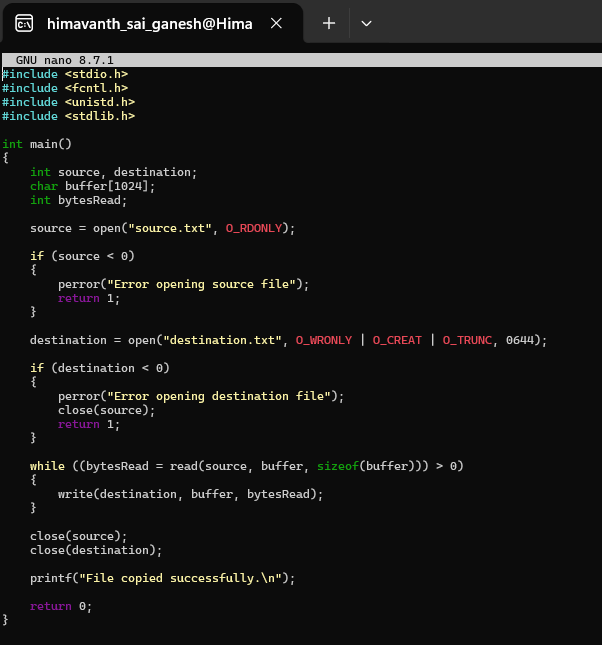 himavanth_sai_ganesh@Hima
GNU nano 8.7.1
#include <stdio.h>
#include <fcntl.h>
#include <unistd.h>
#include <stdlib.h>
int main()
{
    int source, destination;
    char buffer[1024];
    int bytesRead;
    source = open("source.txt", O_RDONLY);
    if (source < 0)
    {
        perror("Error opening source file");
        return 1;
    }
    destination = open("destination.txt", O_WRONLY | O_CREAT | O_TRUNC, 0644);
    if (destination < 0)
    {
        perror("Error opening destination file");
        close(source);
        return 1;
    }
    while ((bytesRead = read(source, buffer, sizeof(buffer))) > 0)
    {
        write(destination, buffer, bytesRead);
    }
    close(source);
    close(destination);
    printf("File copied successfully.\n");
    return 0;
}